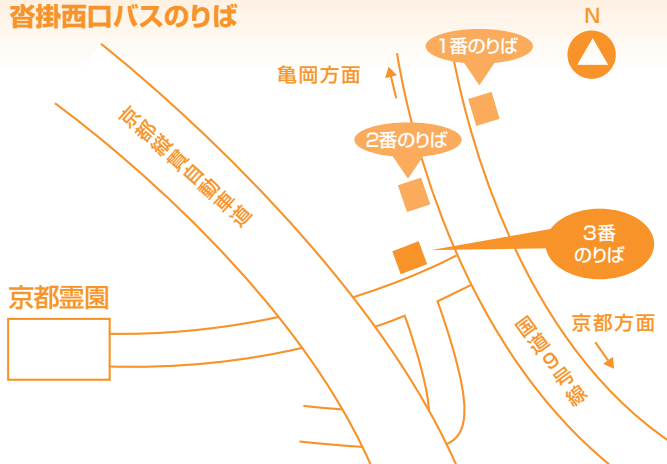 沓掛西口バスのりば
N
1番のりば
亀岡方面
2番のりば
京都縦貫自動車道
3番
のりば
京都霊園
国道9号線
京都方面